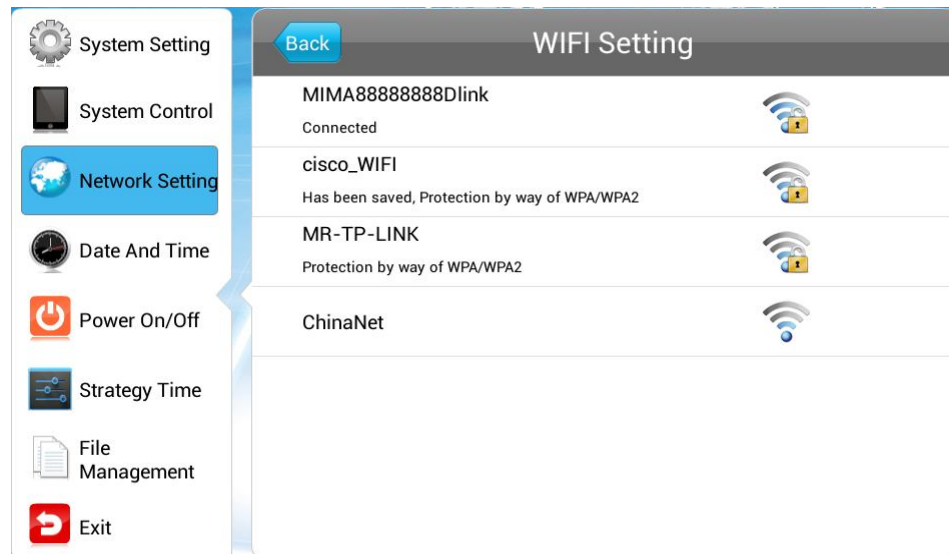 System Setting
System Control
Network Setting
Date And Time
Power On/Off
Strategy Time
File
Management
Exit
Back
WIFI Setting
MIMA88888888Dlink
Connected
cisco_WIFI
Has been saved, Protection by way of WPA/WPA2
MR-TP-LINK
Protection by way of WPA/WPA2
ChinaNet